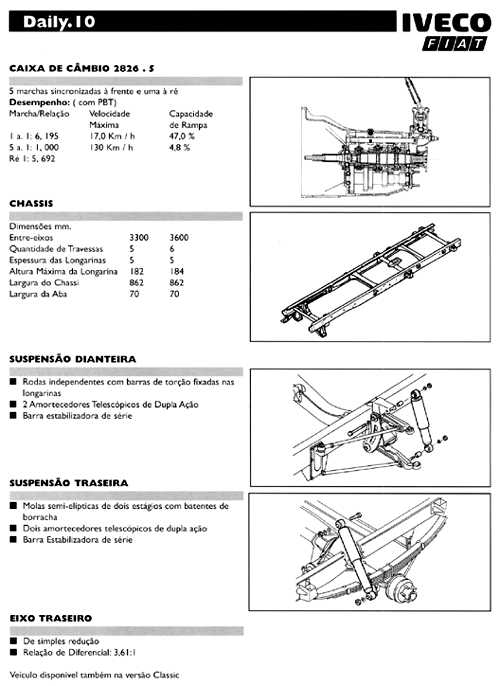 Daily.10
IVECO
FIAT
CAIXA DE CÂMBIO 2826 . 5
5 marchas sincronizadas à frente e uma à ré
Desempenho: ( com PBT)
Marcha/Relação Velocidade Capacidade
Máxima de Rampa
1 a. 1: 6, 195 17,0 Km / h 47,0 %
5 a. 1: 1, 000 130 Km / h 4,8 %
Ré 1: 5, 692
CHASSIS
Dimensões mm.
Entre-eixos 3300 3600
Quantidade de Travessas 5 6
Espessura das Longarinas 5 5
Altura Máxima da Longarina 182 184
Largura do Chassi 862 862
Largura da Aba 70 70
SUSPENSÃO DIANTEIRA
Rodas independentes com barras de torção fixadas nas
longarinas
2 Amortecedores Telescópicos de Dupla Ação
Barra estabilizadora de série
SUSPENSÃO TRASEIRA
Molas semi-elípticas de dois estágios com batentes de
borracha
Dois amortecedores telescópicos de dupla ação
Barra Estabilizadora de série
EIXO TRASEIRO
De simples redução
Relação de Diferencial: 3,61:1
Veículo disponível também na versão Classic